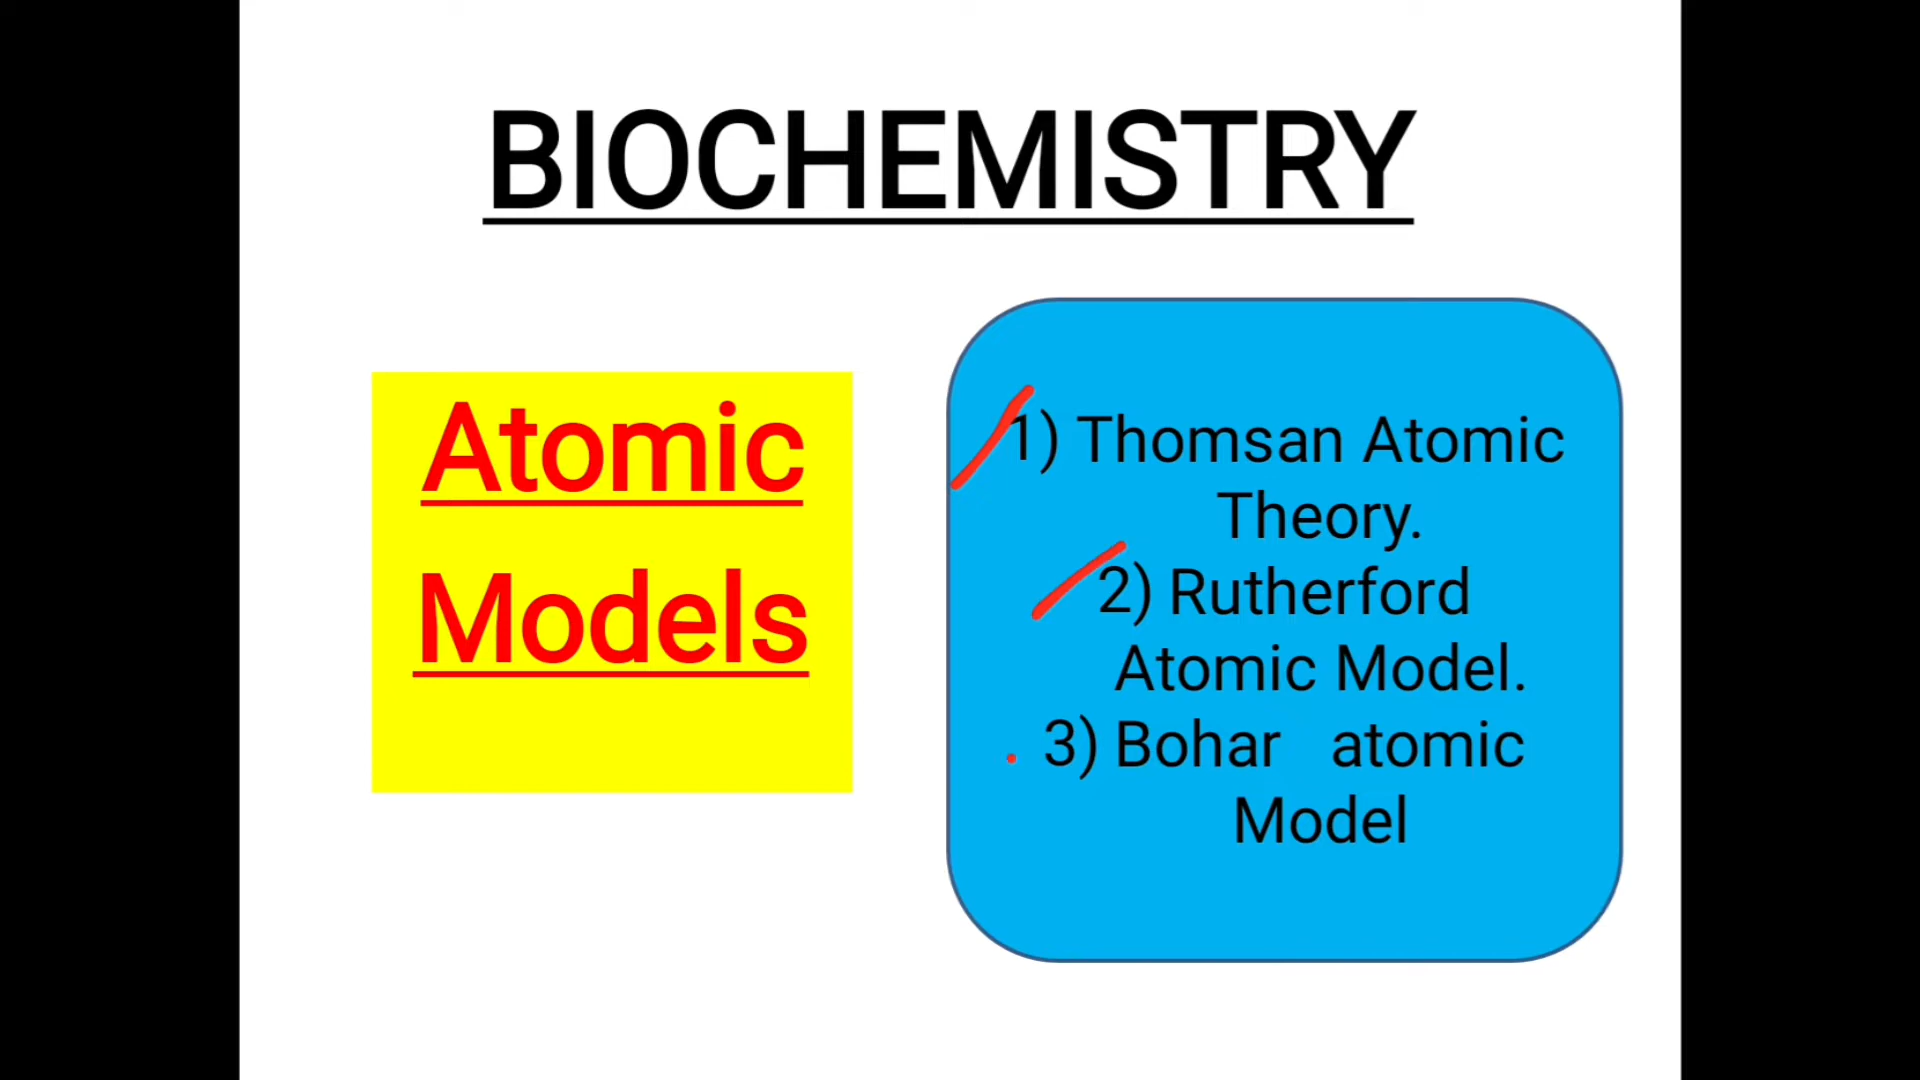 BIOCHEMISTRY
Atomic
Models
1) Thomsan Atomic
Theory.
2) Rutherford
Atomic Model.
3) Bohar atomic
Model